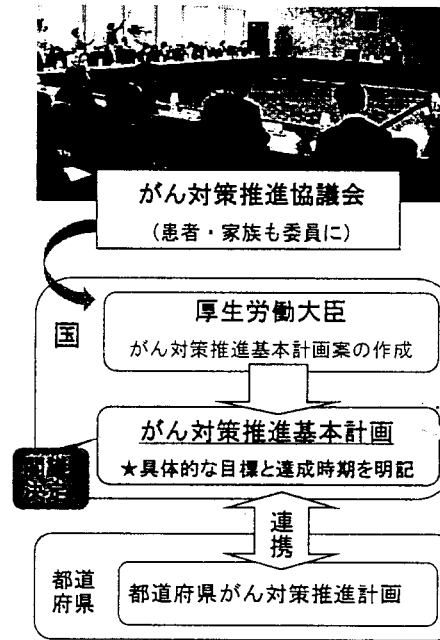 がん対策推進協議会
(患者・家族も委員に)
国
厚生労働大臣
がん対策推進基本計画案の作成
がん対策推進基本計画
★具体的な目標と達成時期を明記
決定
連携
都道
府県
都道府県がん対策推進計画